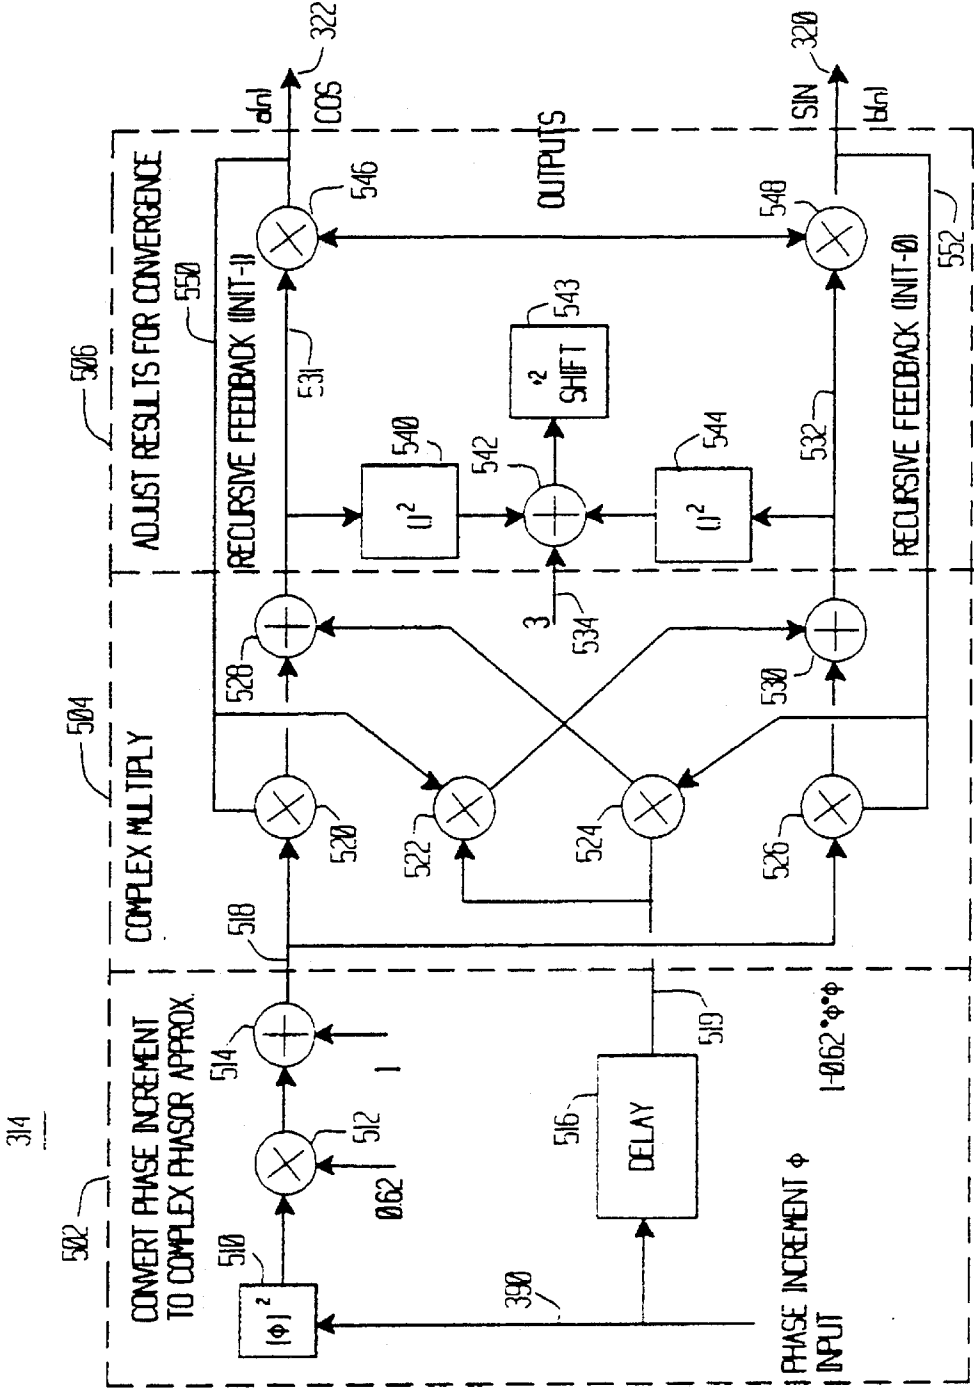 314
502
CONVERT PHASE INCREMENT
TO COMPLEX PHASOR APPROX.
510
(Φ)²
512
0.62
514
1
518
390
516
DELAY
519
PHASE INCREMENT Φ
INPUT
1-0.62*Φ*Φ
504
COMPLEX MULTIPLY
520
522
524
526
528
530
506
ADJUST RESULTS FOR CONVERGENCE
550
RECURSIVE FEEDBACK (INIT-1)
531
540
()²
542
3
534
543
÷2
SHIFT
544
()²
532
RECURSIVE FEEDBACK (INIT-0)
552
546
548
OUTPUTS
a(n)
COS
322
SIN
b(n)
320